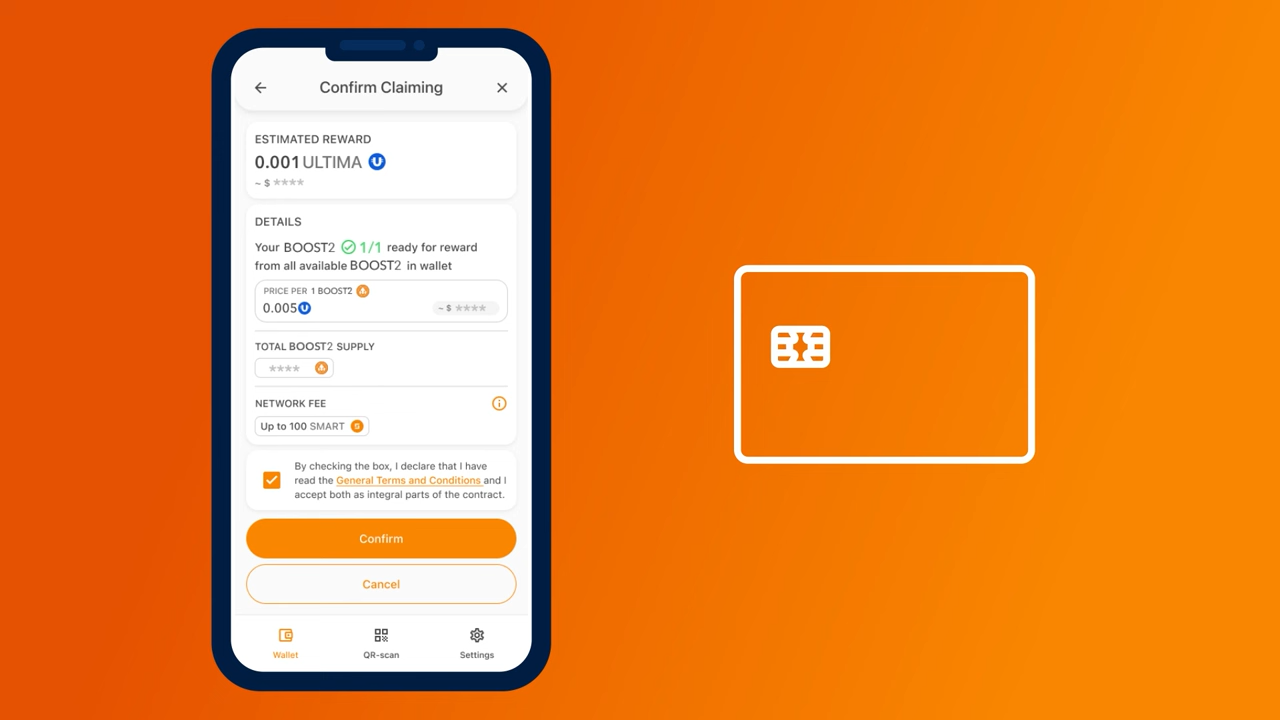 Confirm Claiming
ESTIMATED REWARD
0.001 ULTIMA
~ $ ****
DETAILS
Your BOOST2 1/1 ready for reward
from all available BOOST2 in wallet
PRICE PER 1 BOOST2
0.005 ~ $ ****
TOTAL BOOST2 SUPPLY
****
NETWORK FEE
Up to 100 SMART
By checking the box, I declare that I have
read the General Terms and Conditions and I
accept both as integral parts of the contract.
Confirm
Cancel
Wallet QR-scan Settings